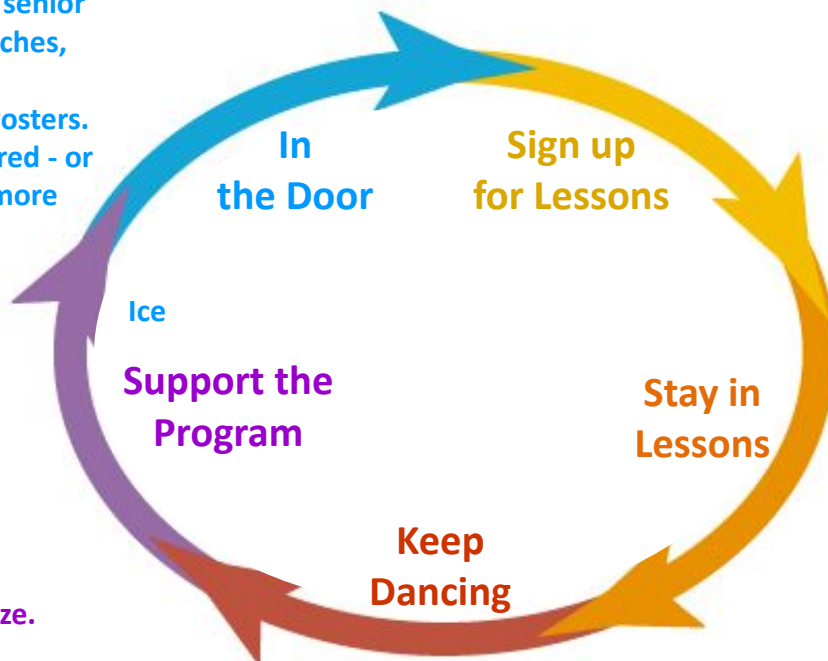 senior
ches,
osters.
red - or
more
In
the Door
Sign up
for Lessons
Ice
Support the
Program
Stay in
Lessons
Keep
Dancing
ze.